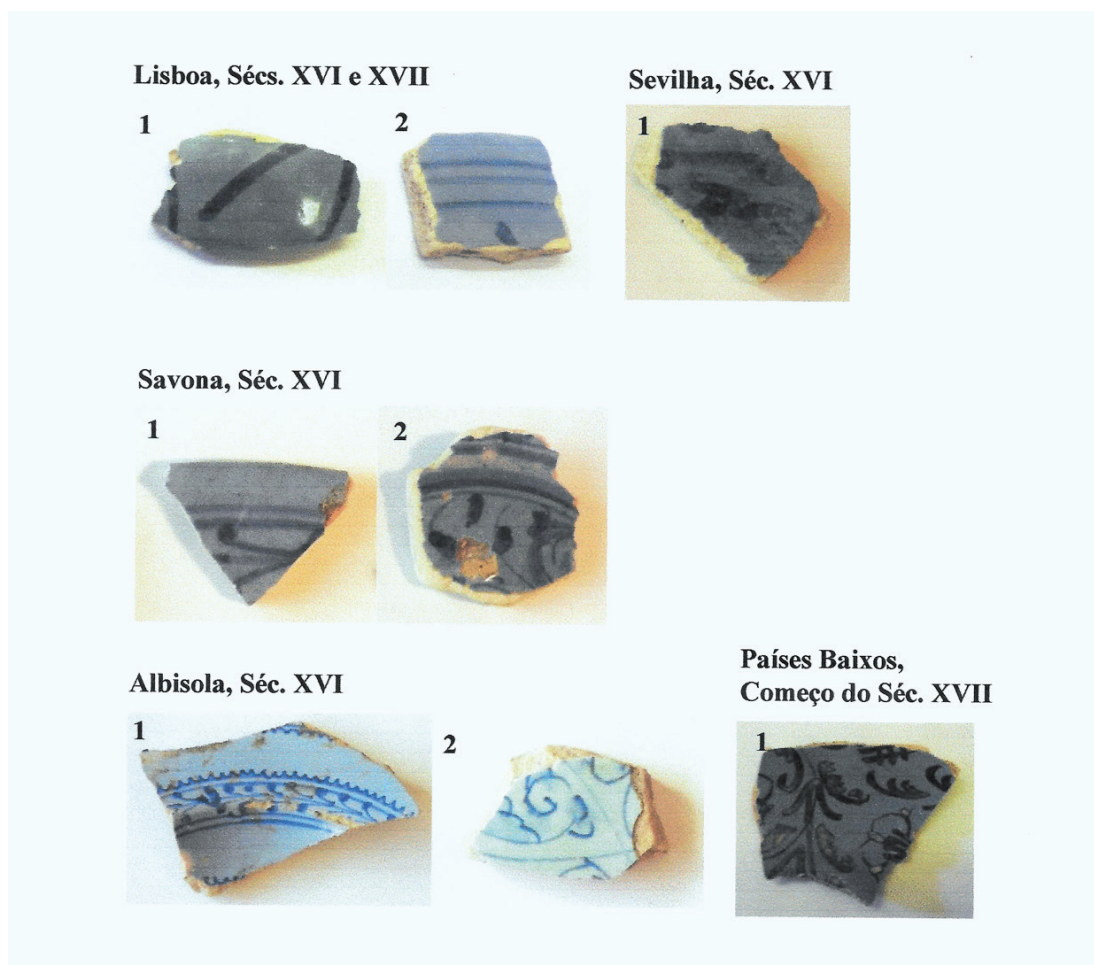 Lisboa, Sécs. XVI e XVII
1
2
Sevilha, Séc. XVI
1
Savona, Séc. XVI
1
2
Albisola, Séc. XVI
1
2
Países Baixos,
Começo do Séc. XVII
1